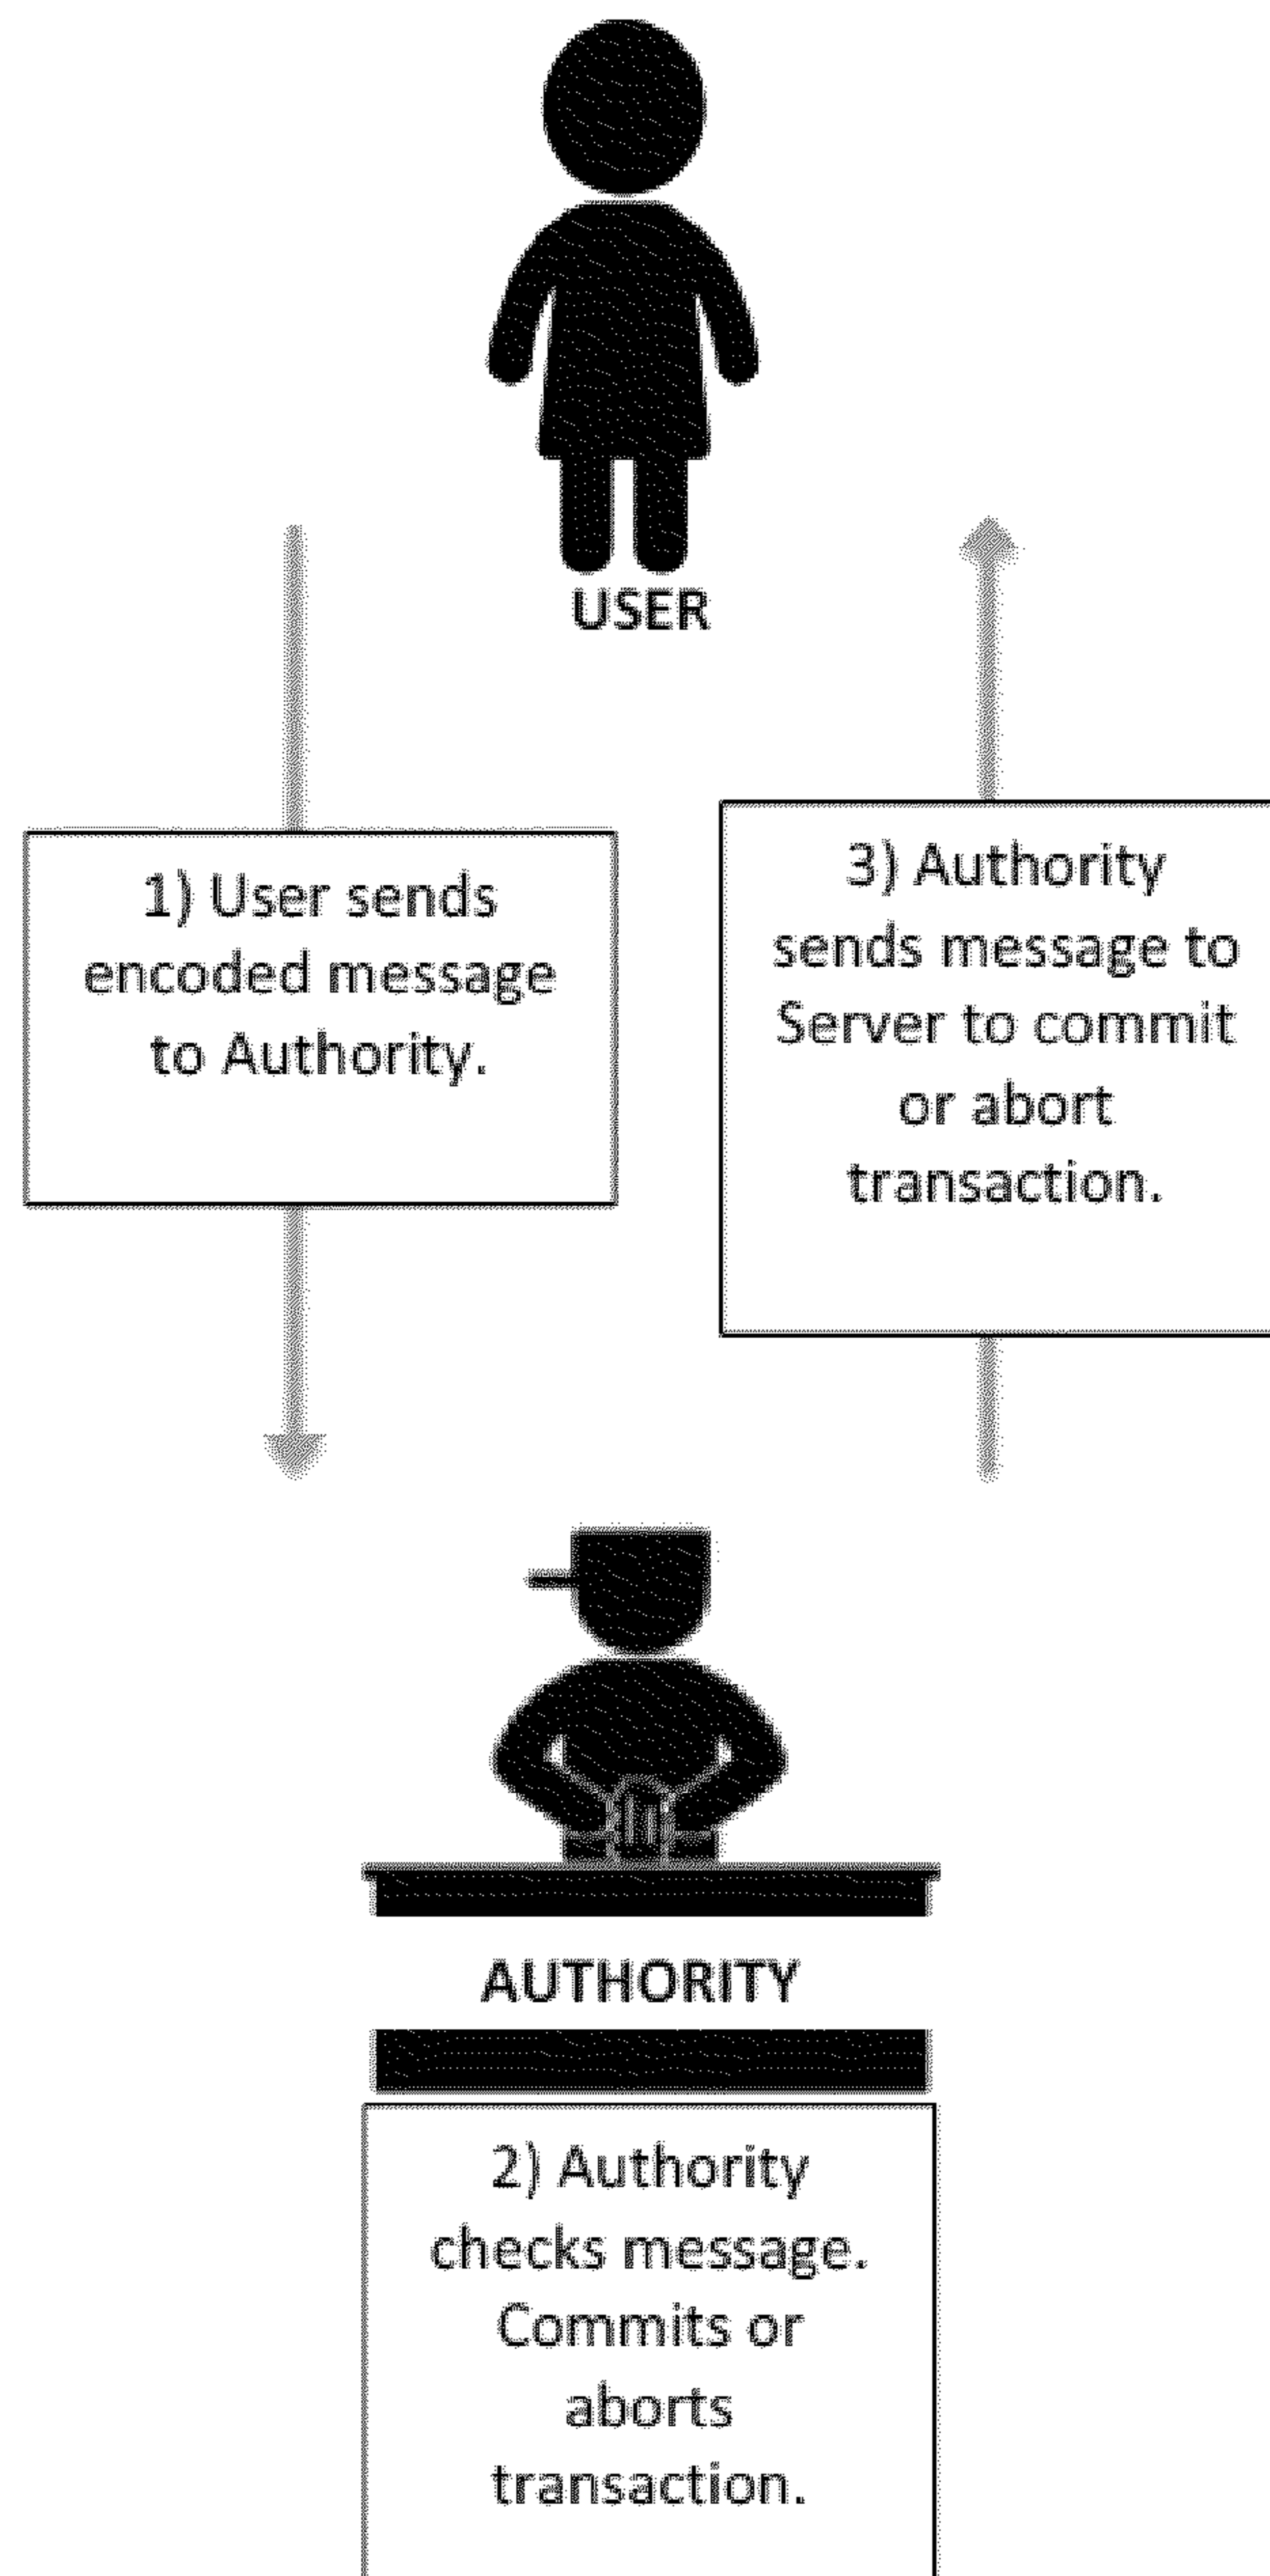 USER
1) User sends
encoded message
to Authority.
3) Authority
sends message to
Server to commit
or abort
transaction.
AUTHORITY
2) Authority
checks message.
Commits or
aborts
transaction.